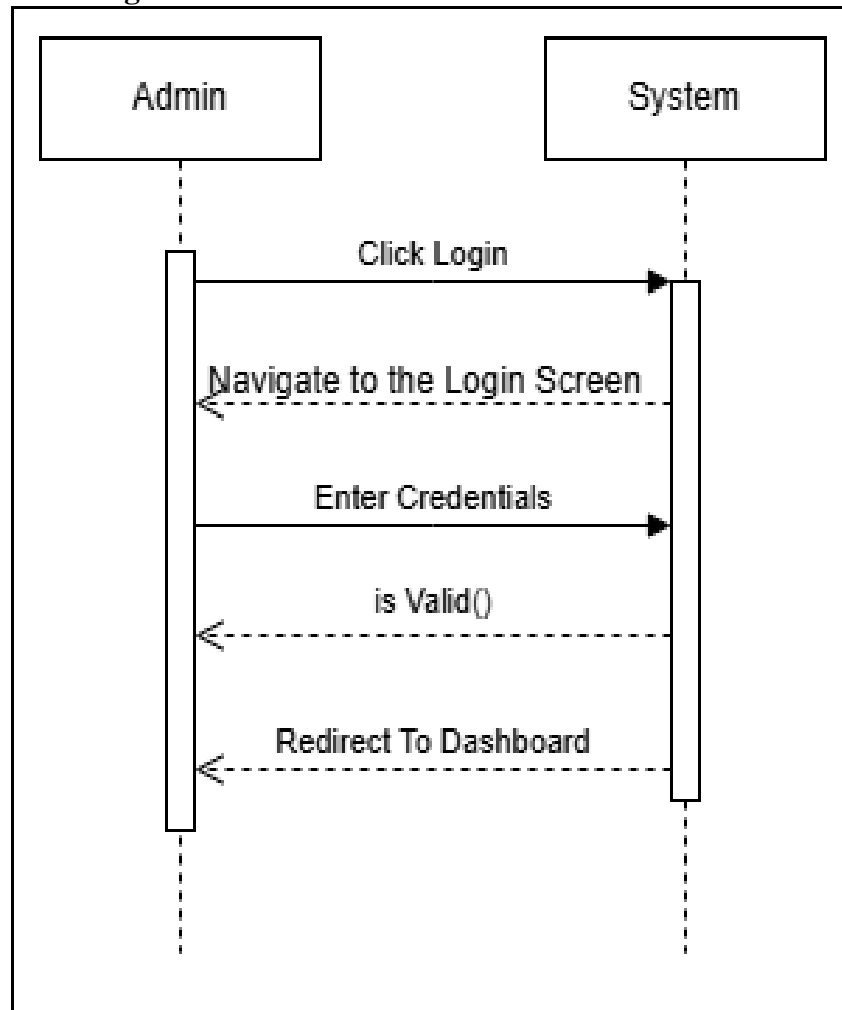 Admin
System
Click Login
Navigate to the Login Screen
Enter Credentials
is Valid()
Redirect To Dashboard